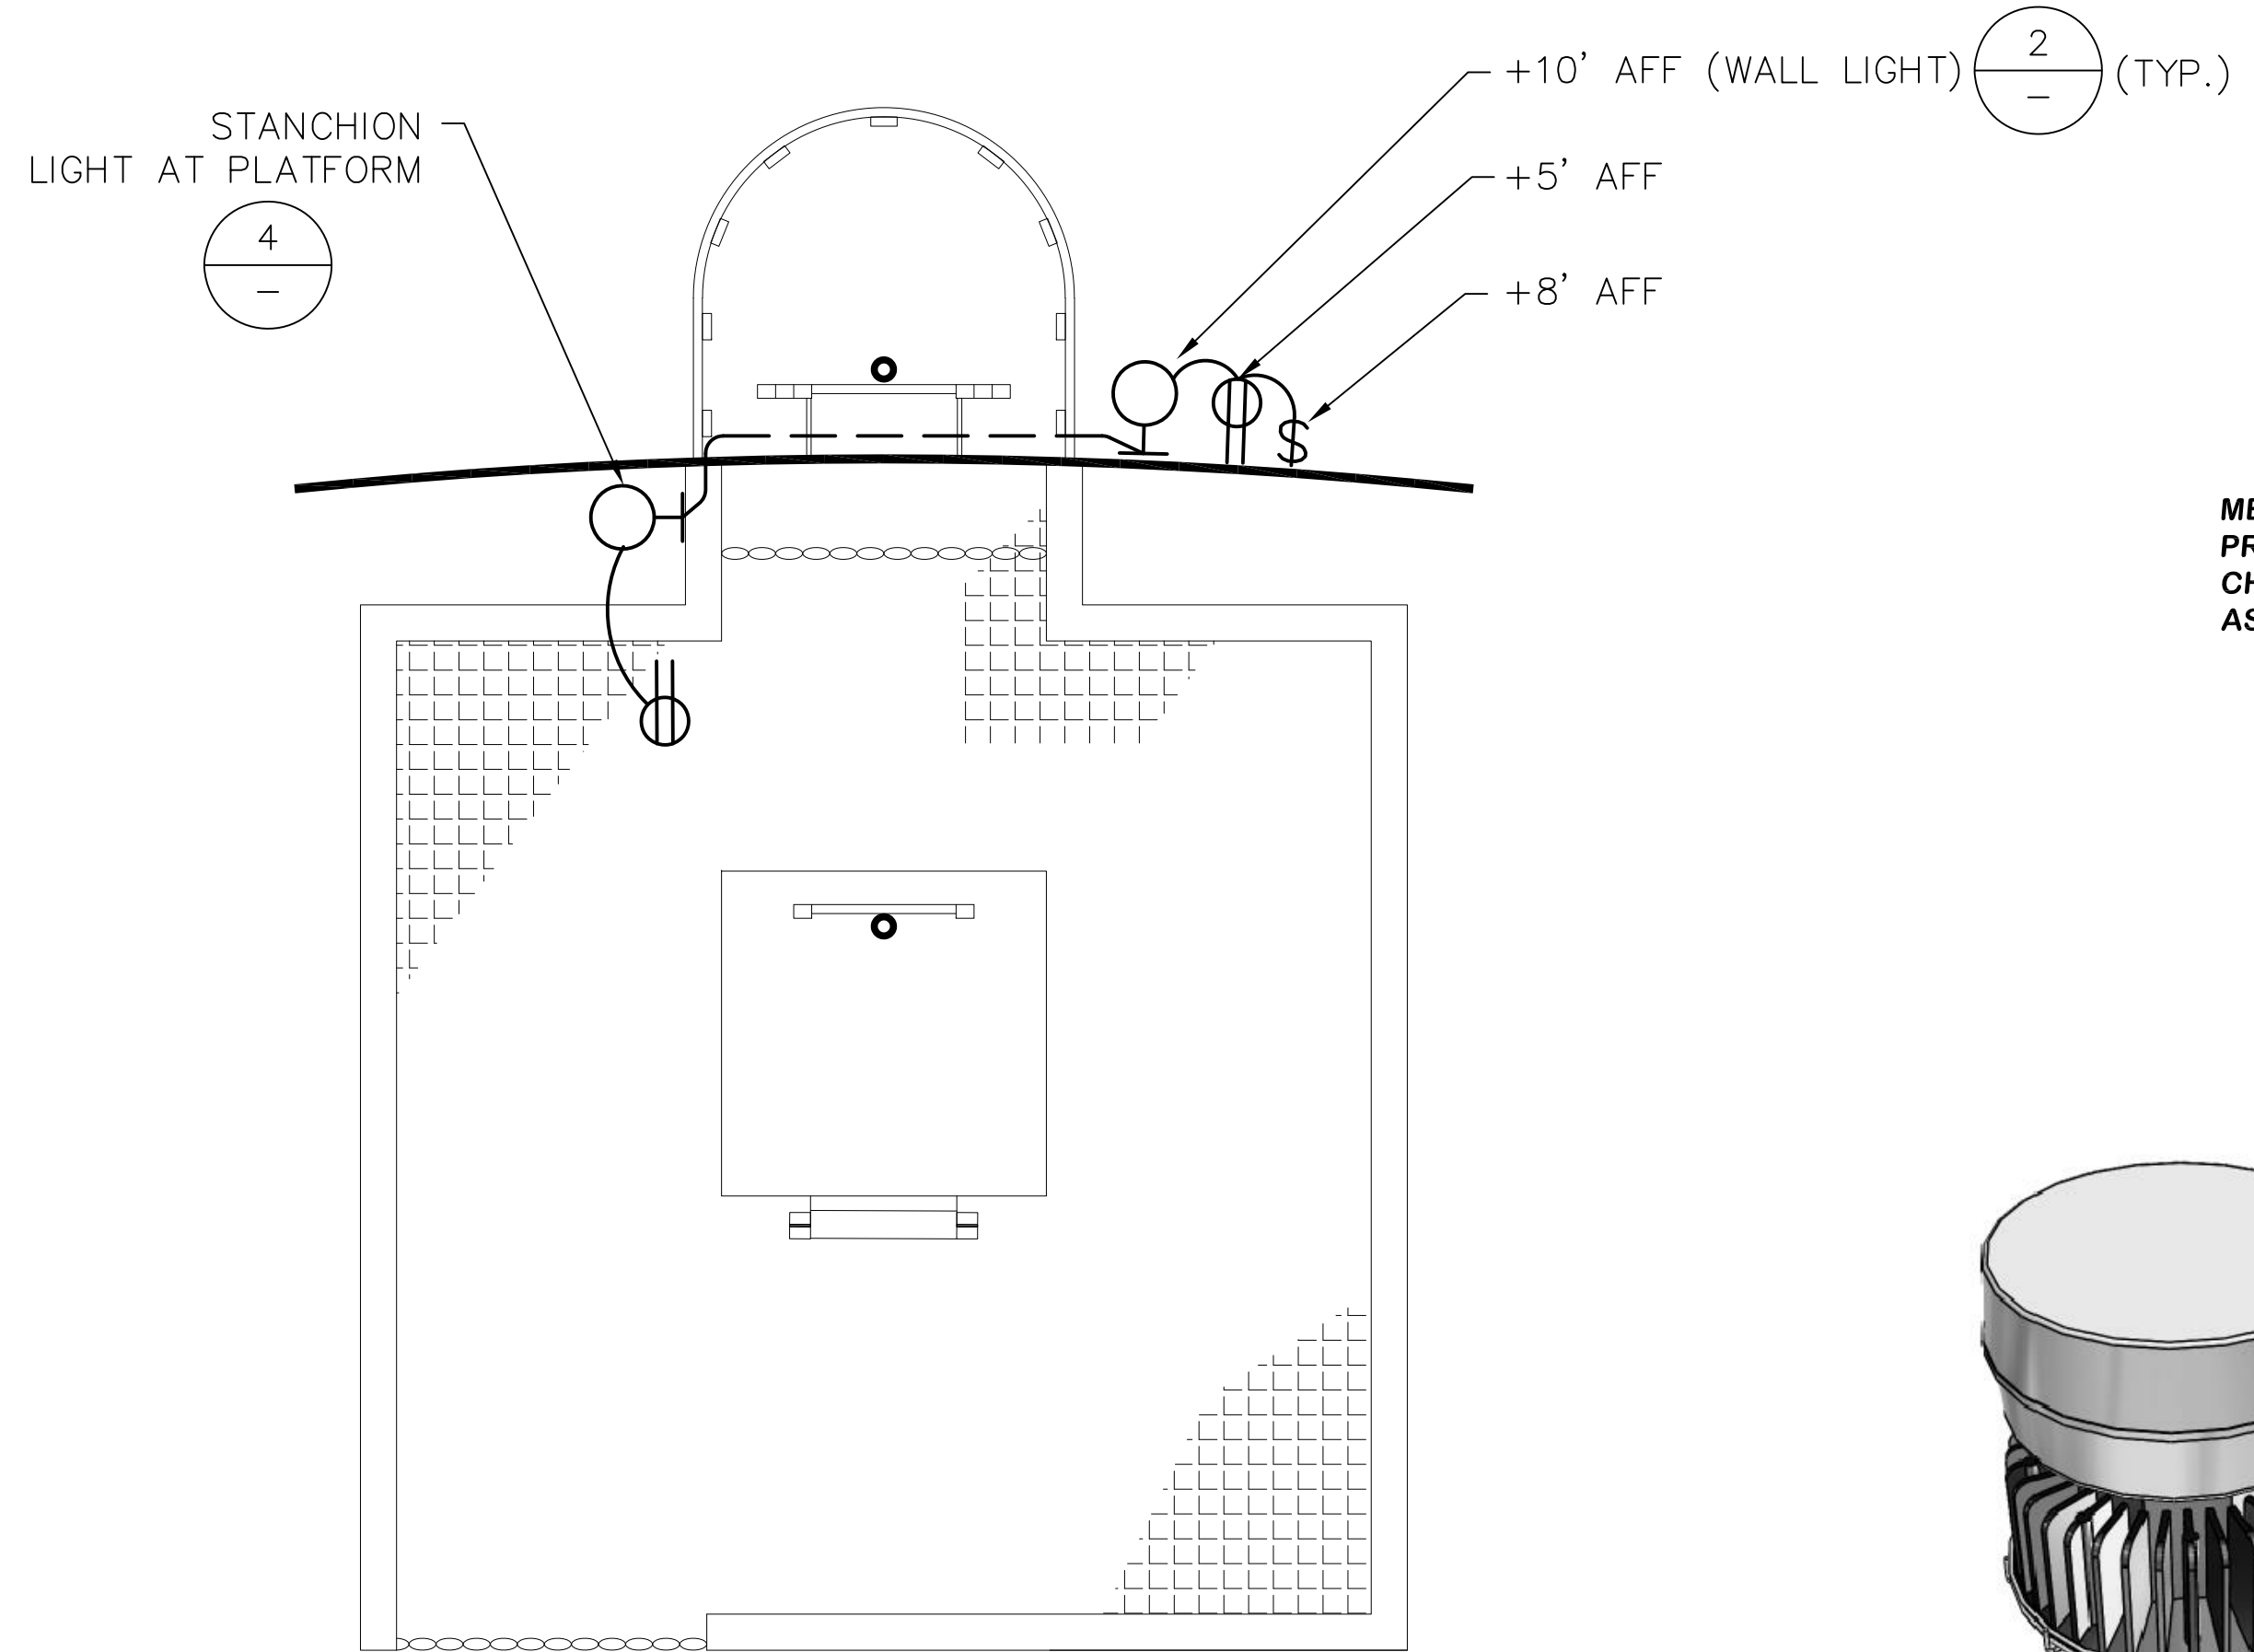 STANCHION
LIGHT AT PLATFORM
4
–
+10' AFF (WALL LIGHT)
2
–
(TYP.)
+5' AFF
+8' AFF
$